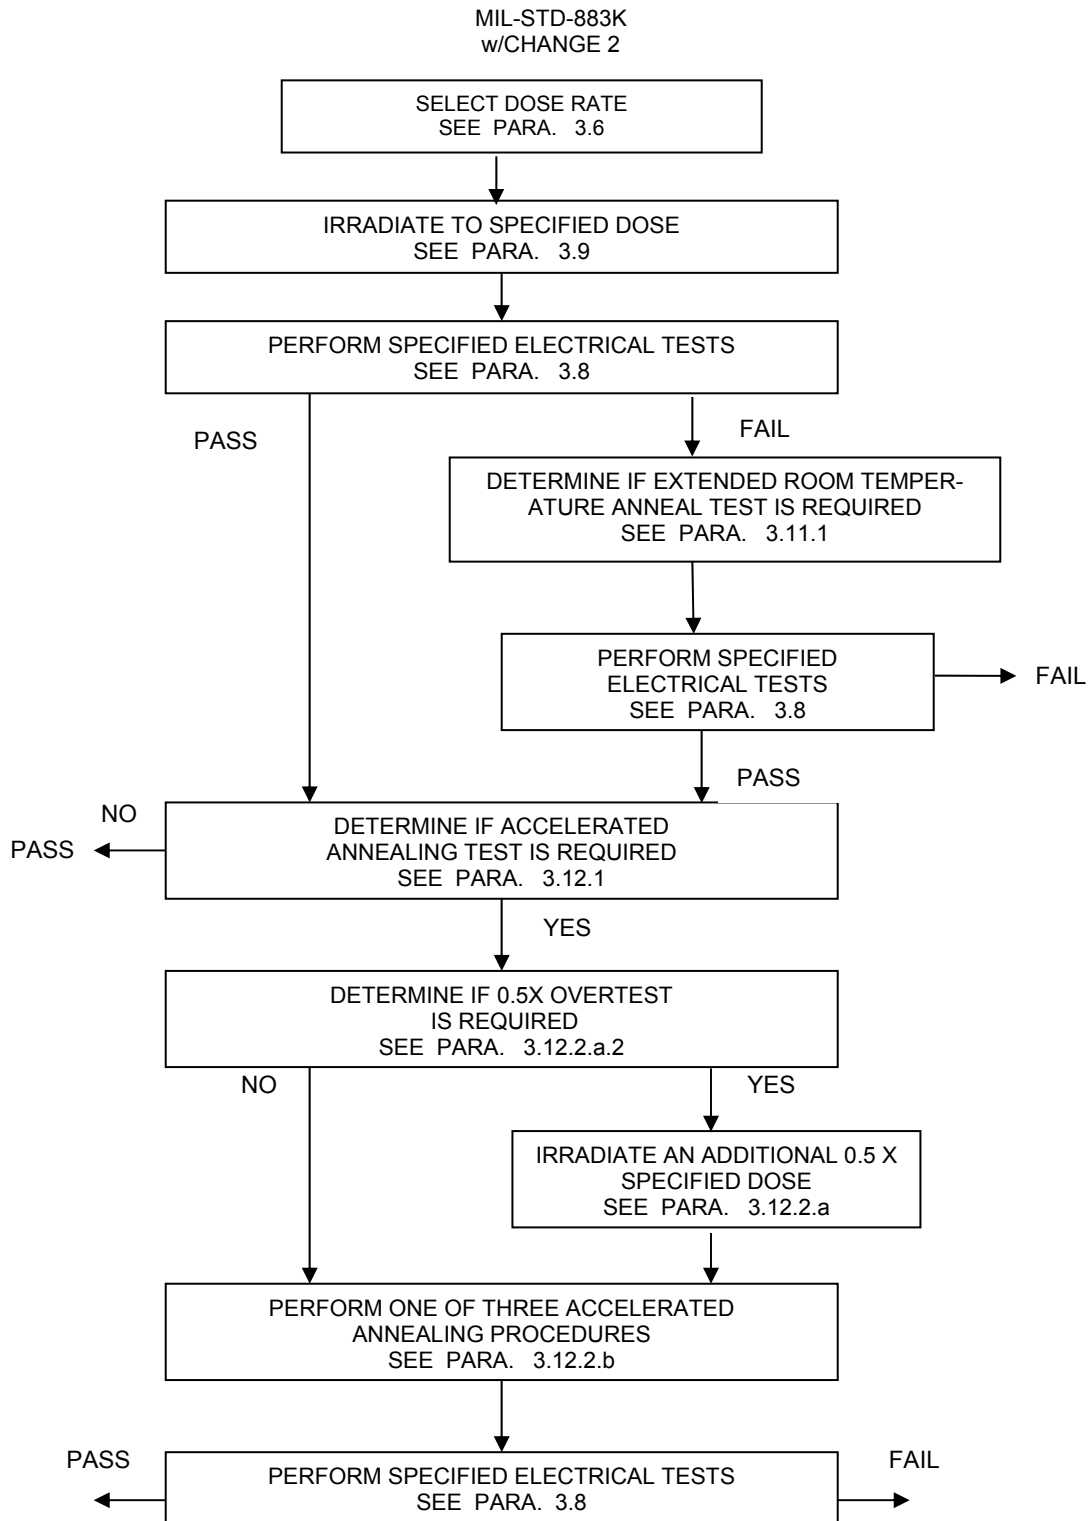 MIL-STD-883K
w/CHANGE 2
SELECT DOSE RATE
SEE PARA. 3.6
IRRADIATE TO SPECIFIED DOSE
SEE PARA. 3.9
PERFORM SPECIFIED ELECTRICAL TESTS
SEE PARA. 3.8
PASS
FAIL
DETERMINE IF EXTENDED ROOM TEMPER-
ATURE ANNEAL TEST IS REQUIRED
SEE PARA. 3.11.1
PERFORM SPECIFIED
ELECTRICAL TESTS
SEE PARA. 3.8
FAIL
PASS
NO
PASS
DETERMINE IF ACCELERATED
ANNEALING TEST IS REQUIRED
SEE PARA. 3.12.1
YES
DETERMINE IF 0.5X OVERTEST
IS REQUIRED
SEE PARA. 3.12.2.a.2
NO
YES
IRRADIATE AN ADDITIONAL 0.5 X
SPECIFIED DOSE
SEE PARA. 3.12.2.a
PERFORM ONE OF THREE ACCELERATED
ANNEALING PROCEDURES
SEE PARA. 3.12.2.b
PASS
FAIL
PERFORM SPECIFIED ELECTRICAL TESTS
SEE PARA. 3.8